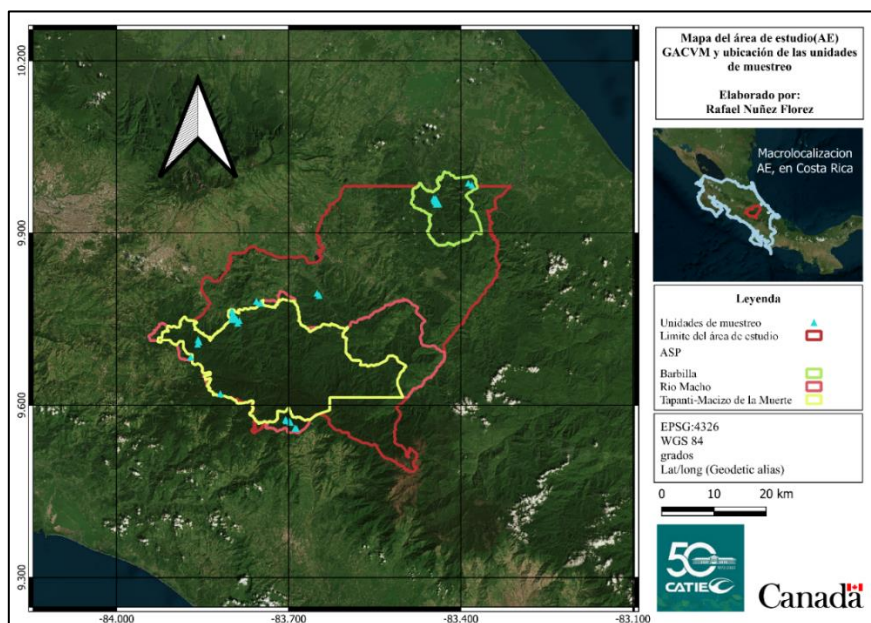 Mapa del área de estudio(AE)
GACVM y ubicación de las unidades
de muestreo
Elaborado por:
Rafael Nuñez Florez
Macrolocalizacion
AE, en Costa Rica
Leyenda
Unidades de muestreo
Limite del área de estudio
ASP
Barbilla
Rio Macho
Tapanti-Macizo de la Muerte
EPSG:4326
WGS 84
grados
Lat/long (Geodetic alias)
0 10 20 km
50
CATIE
Canada
10.200
9.900
9.600
9.300
-84.000 -83.700 -83.400 -83.100